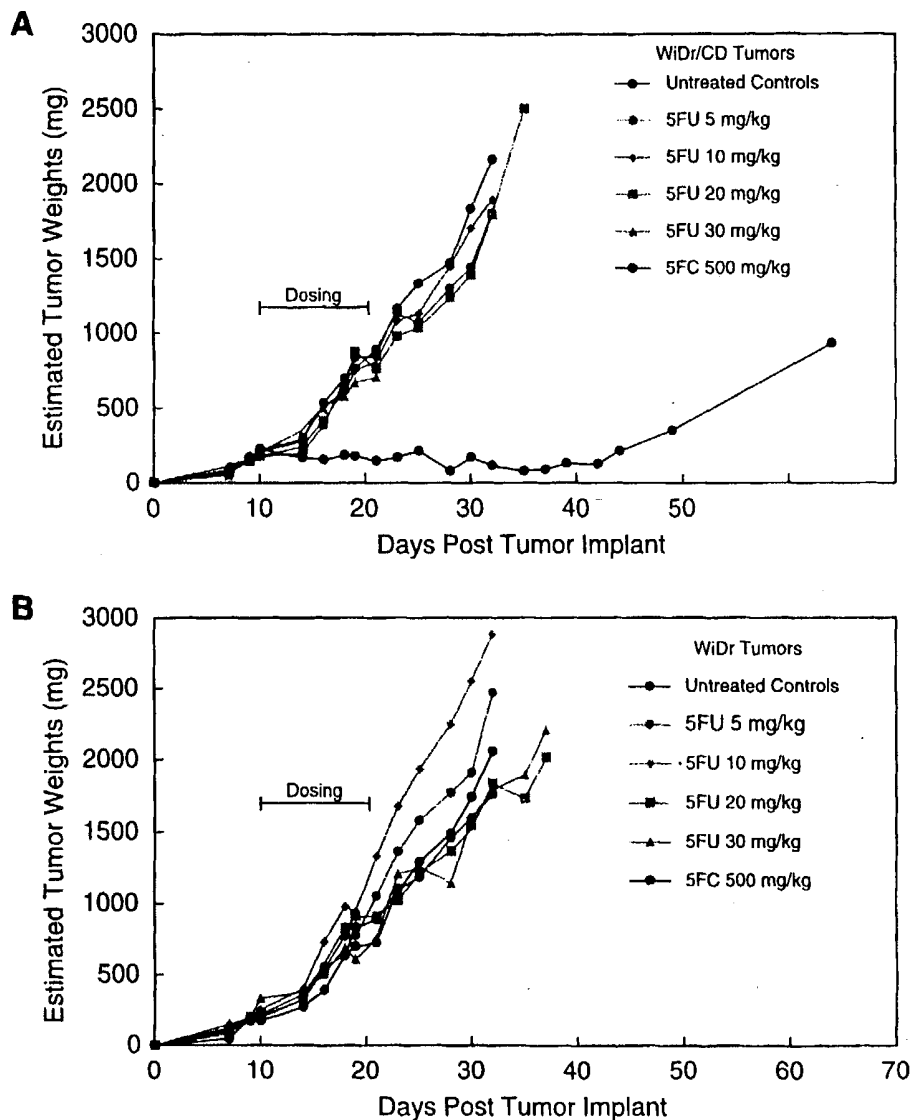 A
3000
2500
2000
1500
1000
500
0
Estimated Tumor Weights (mg)
WiDr/CD Tumors
Untreated Controls
5FU 5 mg/kg
5FU 10 mg/kg
5FU 20 mg/kg
5FU 30 mg/kg
5FC 500 mg/kg
Dosing
0 10 20 30 40 50
Days Post Tumor Implant
B
3000
2500
2000
1500
1000
500
0
Estimated Tumor Weights (mg)
WiDr Tumors
Untreated Controls
5FU 5 mg/kg
5FU 10 mg/kg
5FU 20 mg/kg
5FU 30 mg/kg
5FC 500 mg/kg
Dosing
0 10 20 30 40 50 60 70
Days Post Tumor Implant